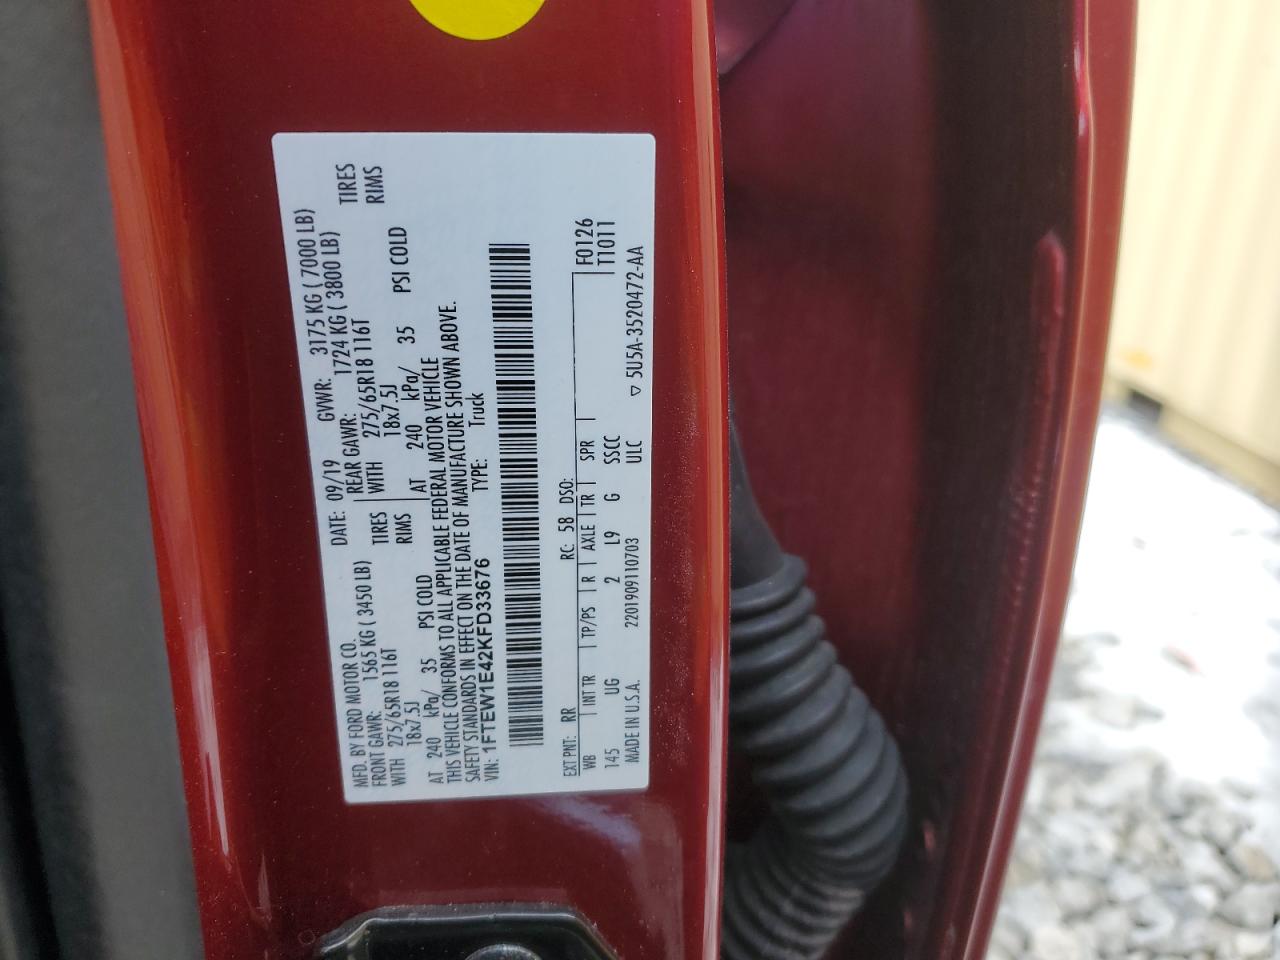 MFD. BY FORD MOTOR CO. DATE: 09/19 GVWR: 3175 KG ( 7000 LB)
FRONT GAWR: 1565 KG ( 3450 LB) REAR GAWR: 1724 KG ( 3800 LB)
WITH 275/65R18 116T TIRES WITH 275/65R18 116T TIRES
18x7.5J RIMS 18x7.5J RIMS
AT 240 kPa/ 35 PSI COLD AT 240 kPa/ 35 PSI COLD
THIS VEHICLE CONFORMS TO ALL APPLICABLE FEDERAL MOTOR VEHICLE
SAFETY STANDARDS IN EFFECT ON THE DATE OF MANUFACTURE SHOWN ABOVE.
VIN: 1FTEW1E42KFD33676 TYPE: Truck
EXT PNT: RR RC: 58 DSO: F0126
WB INT TR TP/PS R AXLE TR SPR T1011
145 UG 2 L9 G SSCC
MADE IN U.S.A. 2201909110703 ULC ▽ 5U5A-3520472-AA